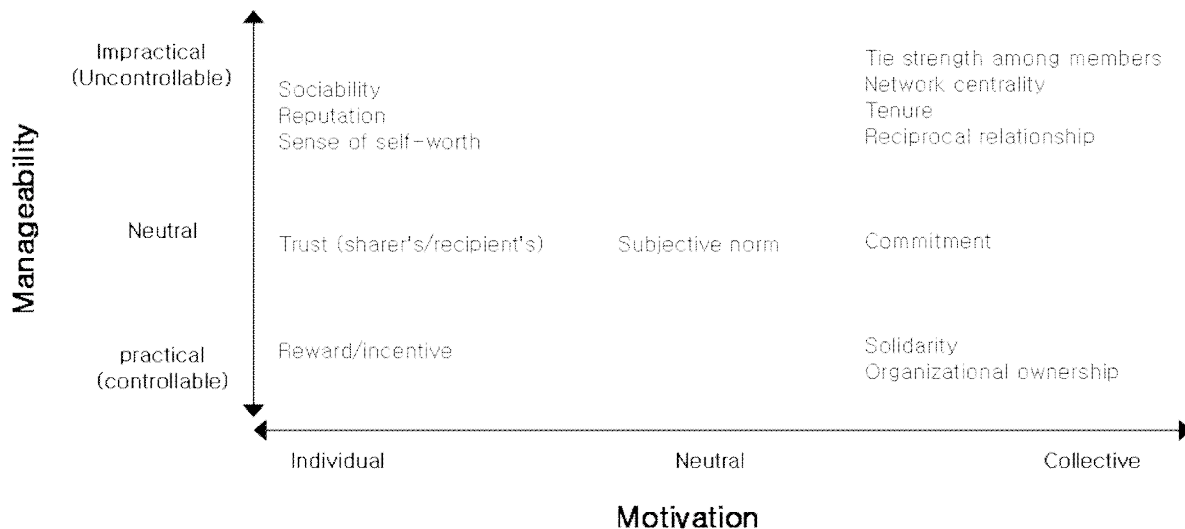 Impractical
(Uncontrollable)
Sociability
Reputation
Sense of self-worth
Tie strength among members
Network centrality
Tenure
Reciprocal relationship
Manageability
Neutral
Trust (sharer's/recipient's)
Subjective norm
Commitment
practical
(controllable)
Reward/incentive
Solidarity
Organizational ownership
Individual
Neutral
Collective
Motivation